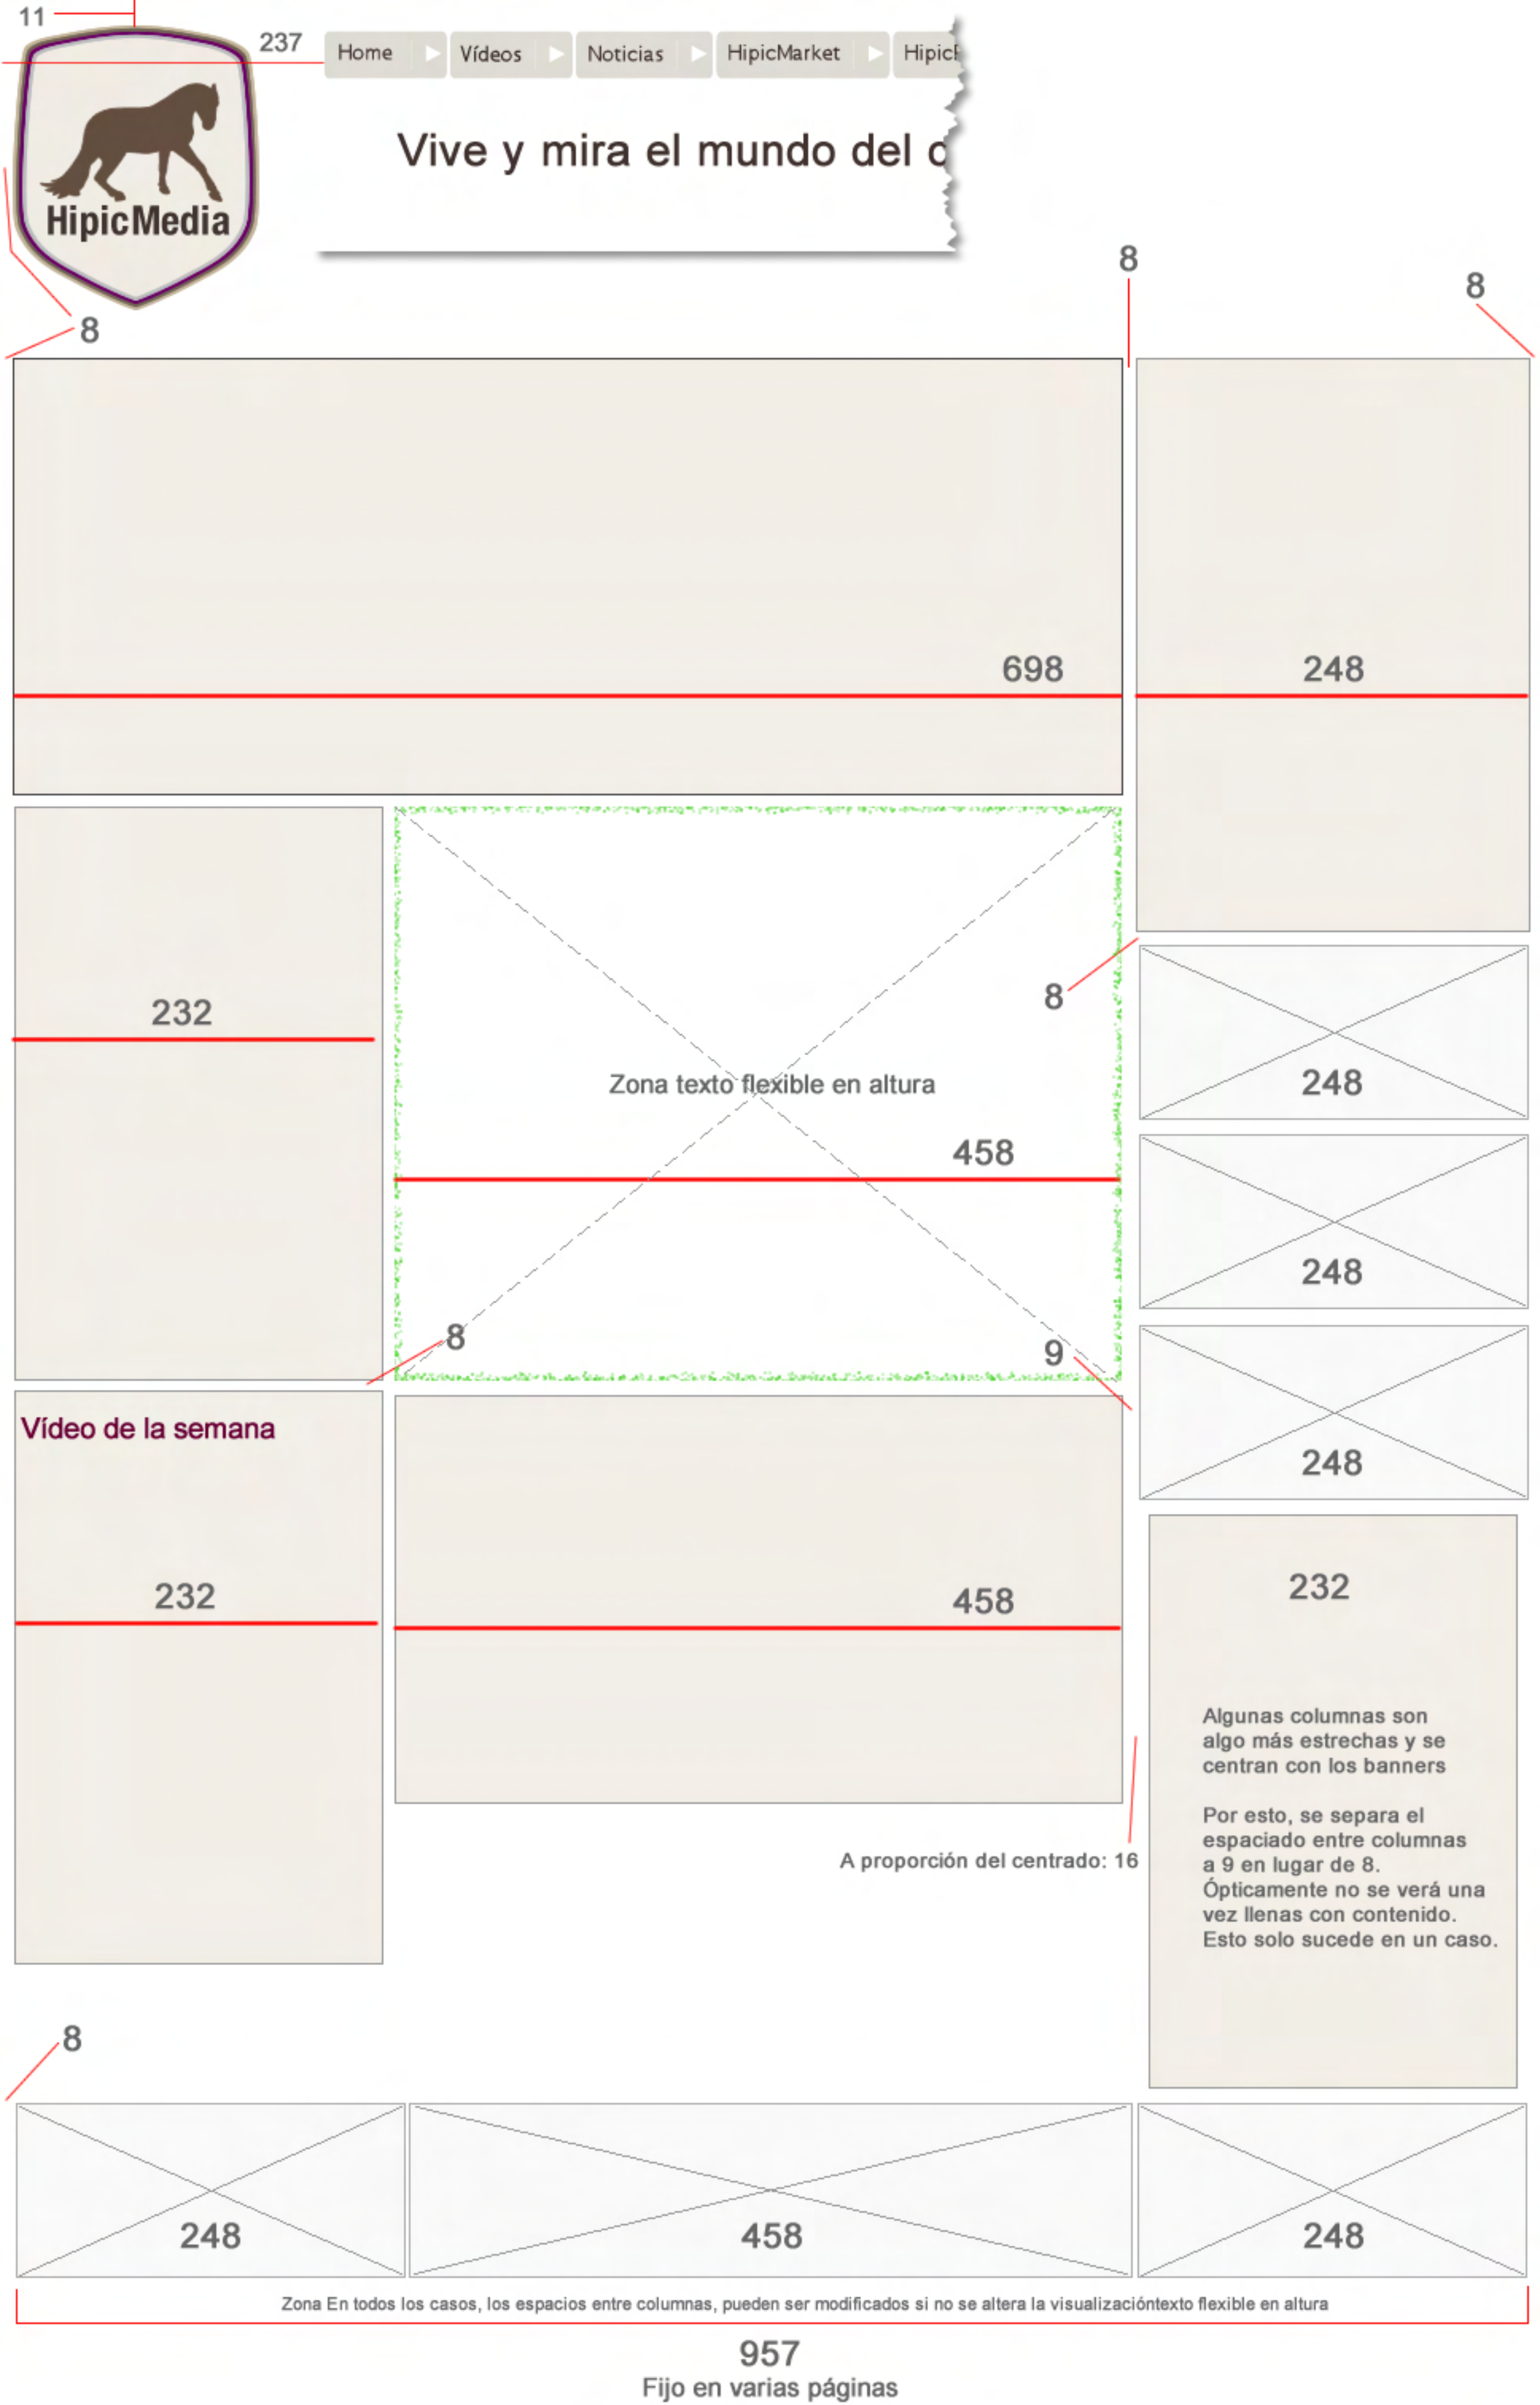 11
237
Home
Vídeos
Noticias
HipicMarket
Hipic
Vive y mira el mundo del
HipicMedia
8
8
8
698
248
232
8
248
Zona texto flexible en altura
458
248
8
9
248
Vídeo de la semana
232
458
232
Algunas columnas son
algo más estrechas y se
centran con los banners
Por esto, se separa el
espaciado entre columnas
a 9 en lugar de 8.
Ópticamente no se verá una
vez llenas con contenido.
Esto solo sucede en un caso.
A proporción del centrado: 16
8
248
458
248
Zona En todos los casos, los espacios entre columnas, pueden ser modificados si no se altera la visualizacióntexto flexible en altura
957
Fijo en varias páginas